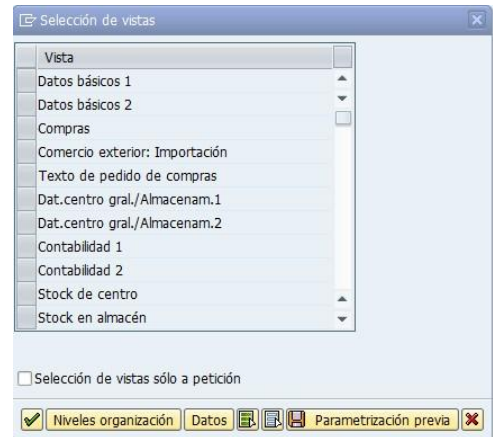 Selección de vistas
Vista
Datos básicos 1
Datos básicos 2
Compras
Comercio exterior: Importación
Texto de pedido de compras
Dat.centro gral./Almacenam.1
Dat.centro gral./Almacenam.2
Contabilidad 1
Contabilidad 2
Stock de centro
Stock en almacén
Selección de vistas sólo a petición
Niveles organización Datos Parametrización previa